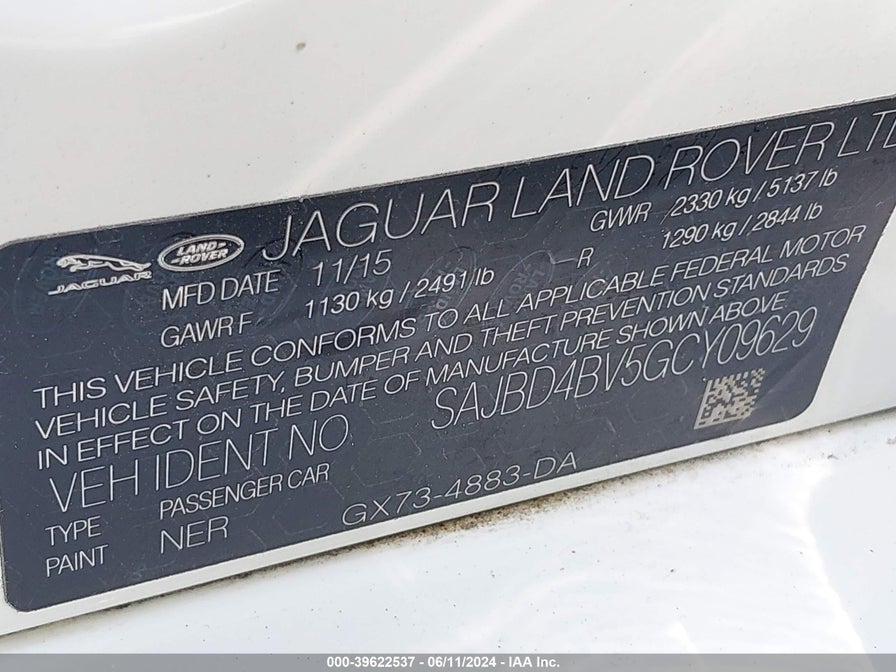 JAGUAR
LAND-
ROVER
JAGUAR LAND ROVER LTD
MFD DATE 11/15 GVWR 2330 kg / 5137 lb
GAWR F 1130 kg / 2491 lb -R 1290 kg / 2844 lb
THIS VEHICLE CONFORMS TO ALL APPLICABLE FEDERAL MOTOR
VEHICLE SAFETY, BUMPER AND THEFT PREVENTION STANDARDS
IN EFFECT ON THE DATE OF MANUFACTURE SHOWN ABOVE.
VEH IDENT NO. SAJBD4BV5GCY09629
TYPE PASSENGER CAR
PAINT NER GX73-4883-DA
000-39622537 - 06/11/2024 - IAA Inc.